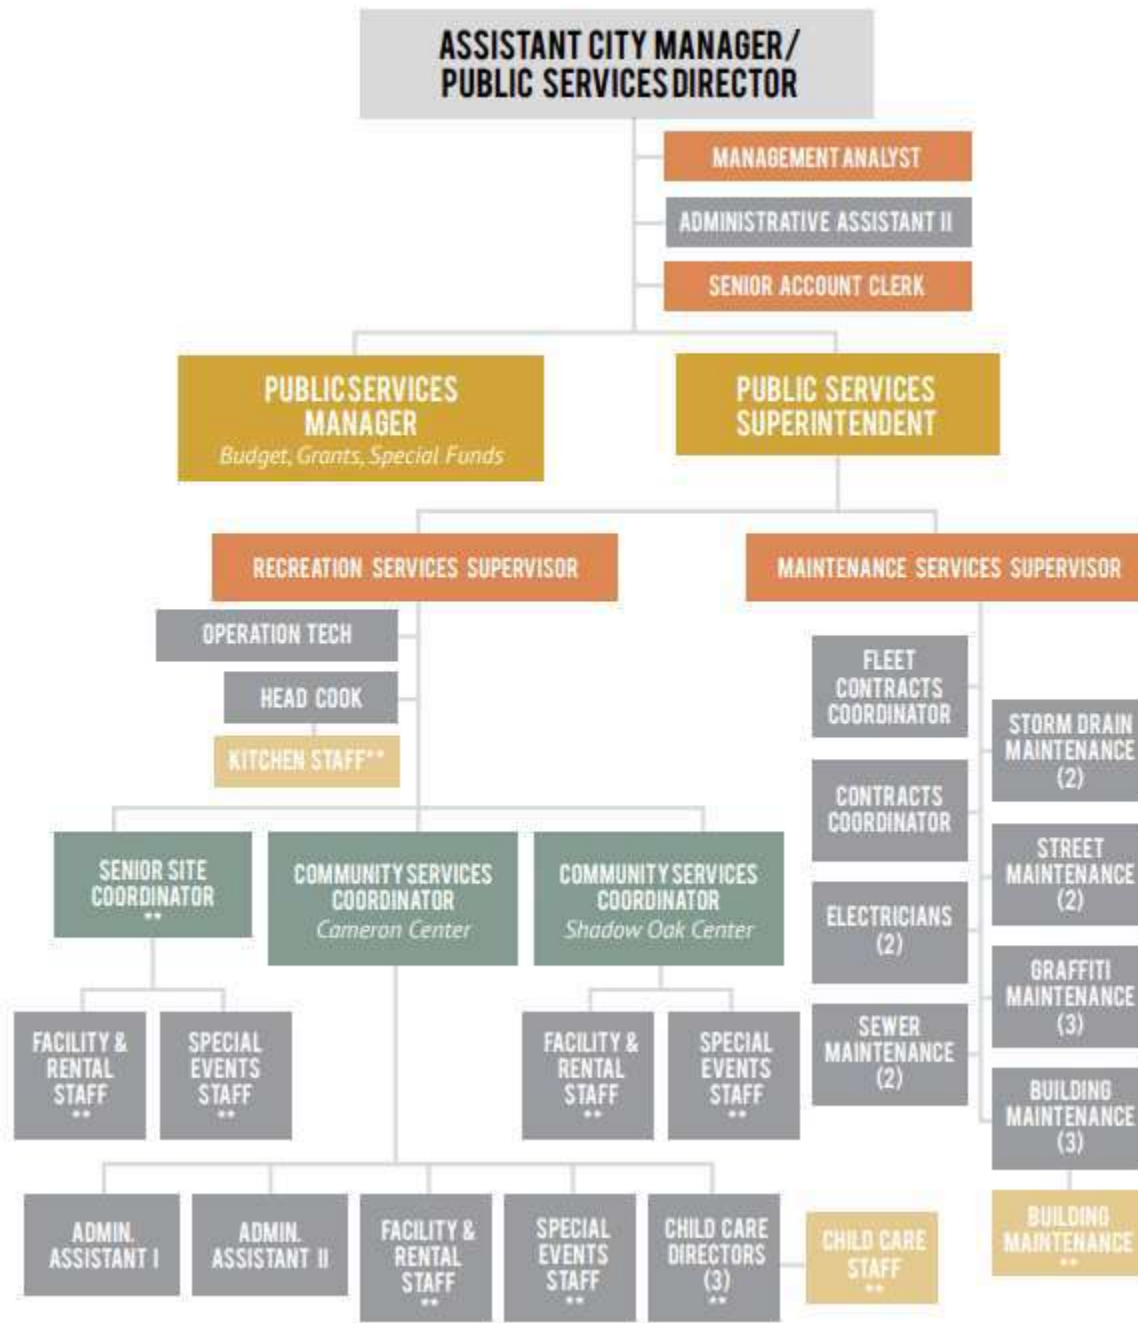 ASSISTANT CITY MANAGER/
PUBLIC SERVICES DIRECTOR
MANAGEMENT ANALYST
ADMINISTRATIVE ASSISTANT II
SENIOR ACCOUNT CLERK
PUBLIC SERVICES
MANAGER
Budget, Grants, Special Funds
PUBLIC SERVICES
SUPERINTENDENT
RECREATION SERVICES SUPERVISOR
MAINTENANCE SERVICES SUPERVISOR
OPERATION TECH
HEAD COOK
KITCHEN STAFF**
SENIOR SITE
COORDINATOR
**
COMMUNITY SERVICES
COORDINATOR
Cameron Center
COMMUNITY SERVICES
COORDINATOR
Shadow Oak Center
FACILITY &
RENTAL
STAFF
**
SPECIAL
EVENTS
STAFF
**
FACILITY &
RENTAL
STAFF
**
SPECIAL
EVENTS
STAFF
**
ADMIN.
ASSISTANT I
ADMIN.
ASSISTANT II
FACILITY &
RENTAL
STAFF
**
SPECIAL
EVENTS
STAFF
**
CHILD CARE
DIRECTORS
(3)
**
CHILD CARE
STAFF
**
FLEET
CONTRACTS
COORDINATOR
CONTRACTS
COORDINATOR
ELECTRICIANS
(2)
SEWER
MAINTENANCE
(2)
STORM DRAIN
MAINTENANCE
(2)
STREET
MAINTENANCE
(2)
GRAFFITI
MAINTENANCE
(3)
BUILDING
MAINTENANCE
(3)
BUILDING
MAINTENANCE
**